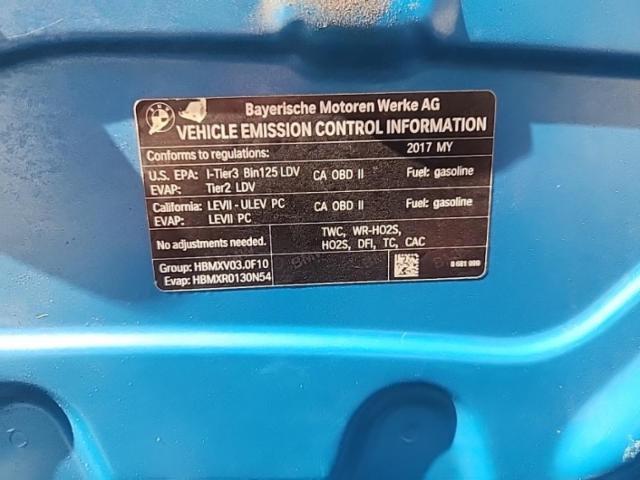 Bayerische Motoren Werke AG
VEHICLE EMISSION CONTROL INFORMATION
Conforms to regulations: 2017 MY
U.S. EPA: I-Tier3 Bin125 LDV CA OBD II Fuel: gasoline
EVAP: Tier2 LDV
California: LEVII - ULEV PC CA OBD II Fuel: gasoline
EVAP: LEVII PC
No adjustments needed. TWC, WR-HO2S,
HO2S, DFI, TC, CAC
Group: HBMXV03.0F10
Evap: HBMXR0130N54